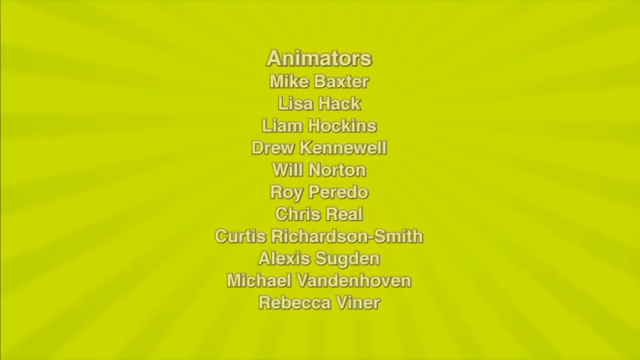 Animators
Mike Baxter
Lisa Hack
Liam Hockins
Drew Kennewell
Will Norton
Roy Peredo
Chris Real
Curtis Richardson-Smith
Alexis Sugden
Michael Vandenhoven
Rebecca Viner